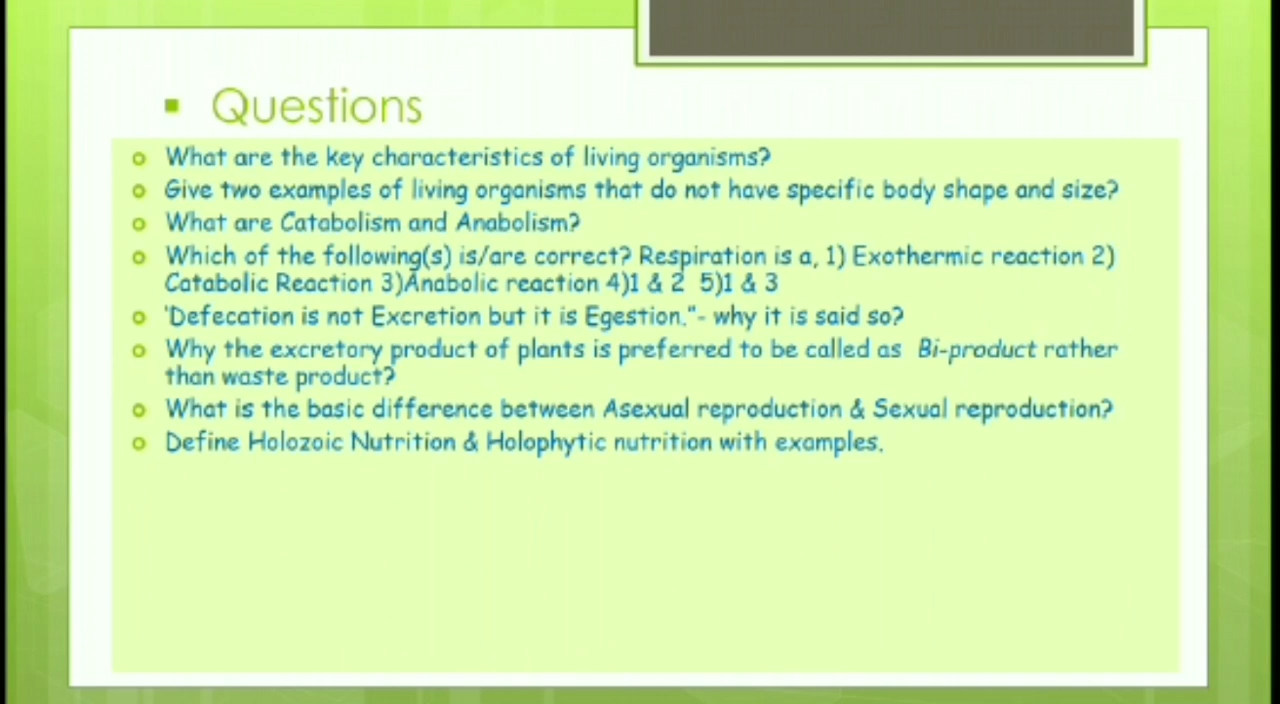 Questions
What are the key characteristics of living organisms?
Give two examples of living organisms that do not have specific body shape and size?
What are Catabolism and Anabolism?
Which of the following(s) is/are correct? Respiration is a, 1) Exothermic reaction 2)
Catabolic Reaction 3)Anabolic reaction 4)1 & 2 5)1 & 3
'Defecation is not Excretion but it is Egestion."- why it is said so?
Why the excretory product of plants is preferred to be called as Bi-product rather
than waste product?
What is the basic difference between Asexual reproduction & Sexual reproduction?
Define Holozoic Nutrition & Holophytic nutrition with examples.